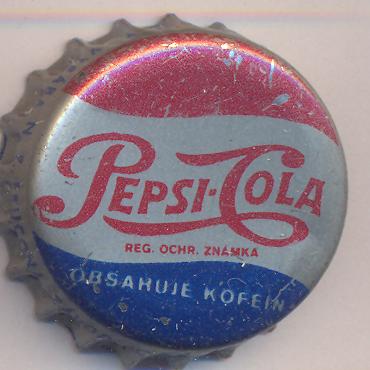 PEPSI-COLA
REG. OCHR. ZNÁMKA
OBSAHUJE KOFEIN